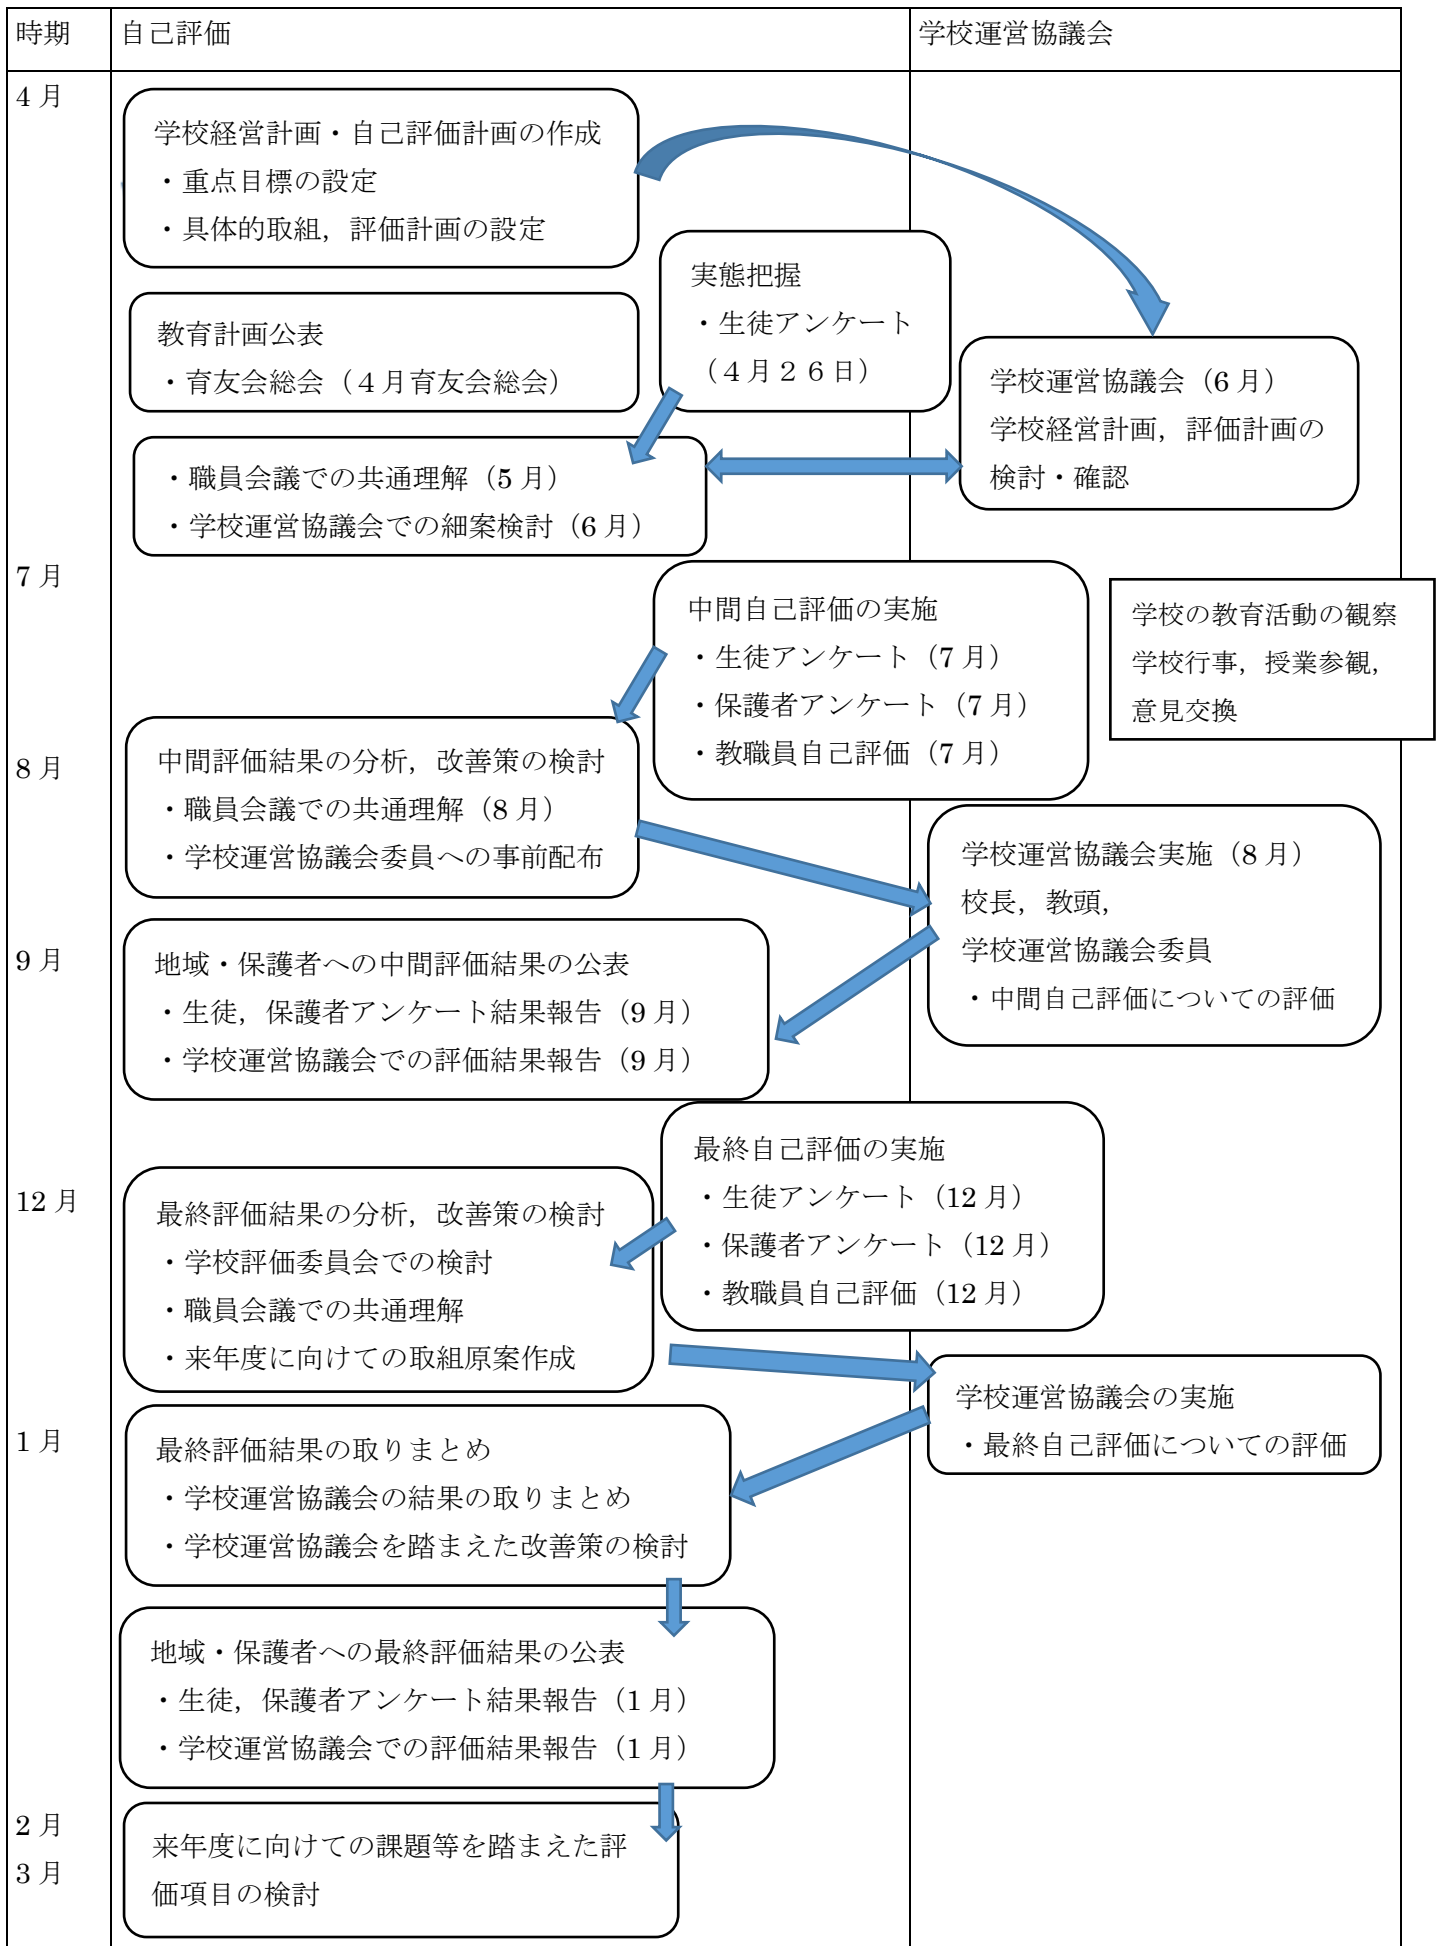 時期
自己評価
学校運営協議会
4 月
学校経営計画・自己評価計画の作成
・重点目標の設定
・具体的取組，評価計画の設定
実態把握
・生徒アンケート
（４月２６日）
教育計画公表
・育友会総会（４月育友会総会）
学校運営協議会（6 月）
学校経営計画，評価計画の
検討・確認
・職員会議での共通理解（5 月）
・学校運営協議会での細案検討（6 月）
7 月
中間自己評価の実施
・生徒アンケート（7 月）
・保護者アンケート（7 月）
・教職員自己評価（7 月）
学校の教育活動の観察
学校行事，授業参観，
意見交換
8 月
中間評価結果の分析，改善策の検討
・職員会議での共通理解（8 月）
・学校運営協議会委員への事前配布
学校運営協議会実施（8 月）
校長，教頭，
学校運営協議会委員
・中間自己評価についての評価
9 月
地域・保護者への中間評価結果の公表
・生徒，保護者アンケート結果報告（9 月）
・学校運営協議会での評価結果報告（9 月）
最終自己評価の実施
・生徒アンケート（12 月）
・保護者アンケート（12 月）
・教職員自己評価（12 月）
12 月
最終評価結果の分析，改善策の検討
・学校評価委員会での検討
・職員会議での共通理解
・来年度に向けての取組原案作成
学校運営協議会の実施
・最終自己評価についての評価
1 月
最終評価結果の取りまとめ
・学校運営協議会の結果の取りまとめ
・学校運営協議会を踏まえた改善策の検討
地域・保護者への最終評価結果の公表
・生徒，保護者アンケート結果報告（1 月）
・学校運営協議会での評価結果報告（1 月）
2 月
3 月
来年度に向けての課題等を踏まえた評
価項目の検討